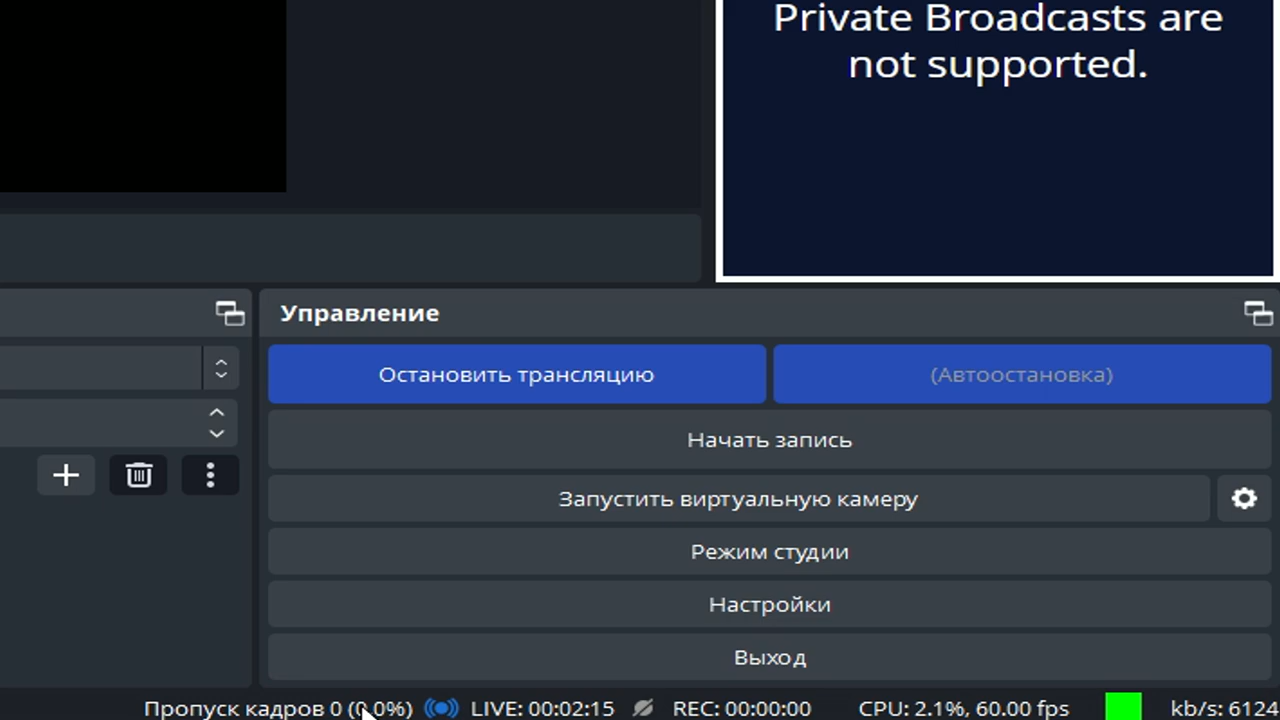 Private Broadcasts are
not supported.
Управление
Остановить трансляцию
(Автоостановка)
Начать запись
Запустить виртуальную камеру
Режим студии
Настройки
Выход
Пропуск кадров 0 (0.0%) LIVE: 00:02:15 REC: 00:00:00 CPU: 2.1%, 60.00 fps kb/s: 6124